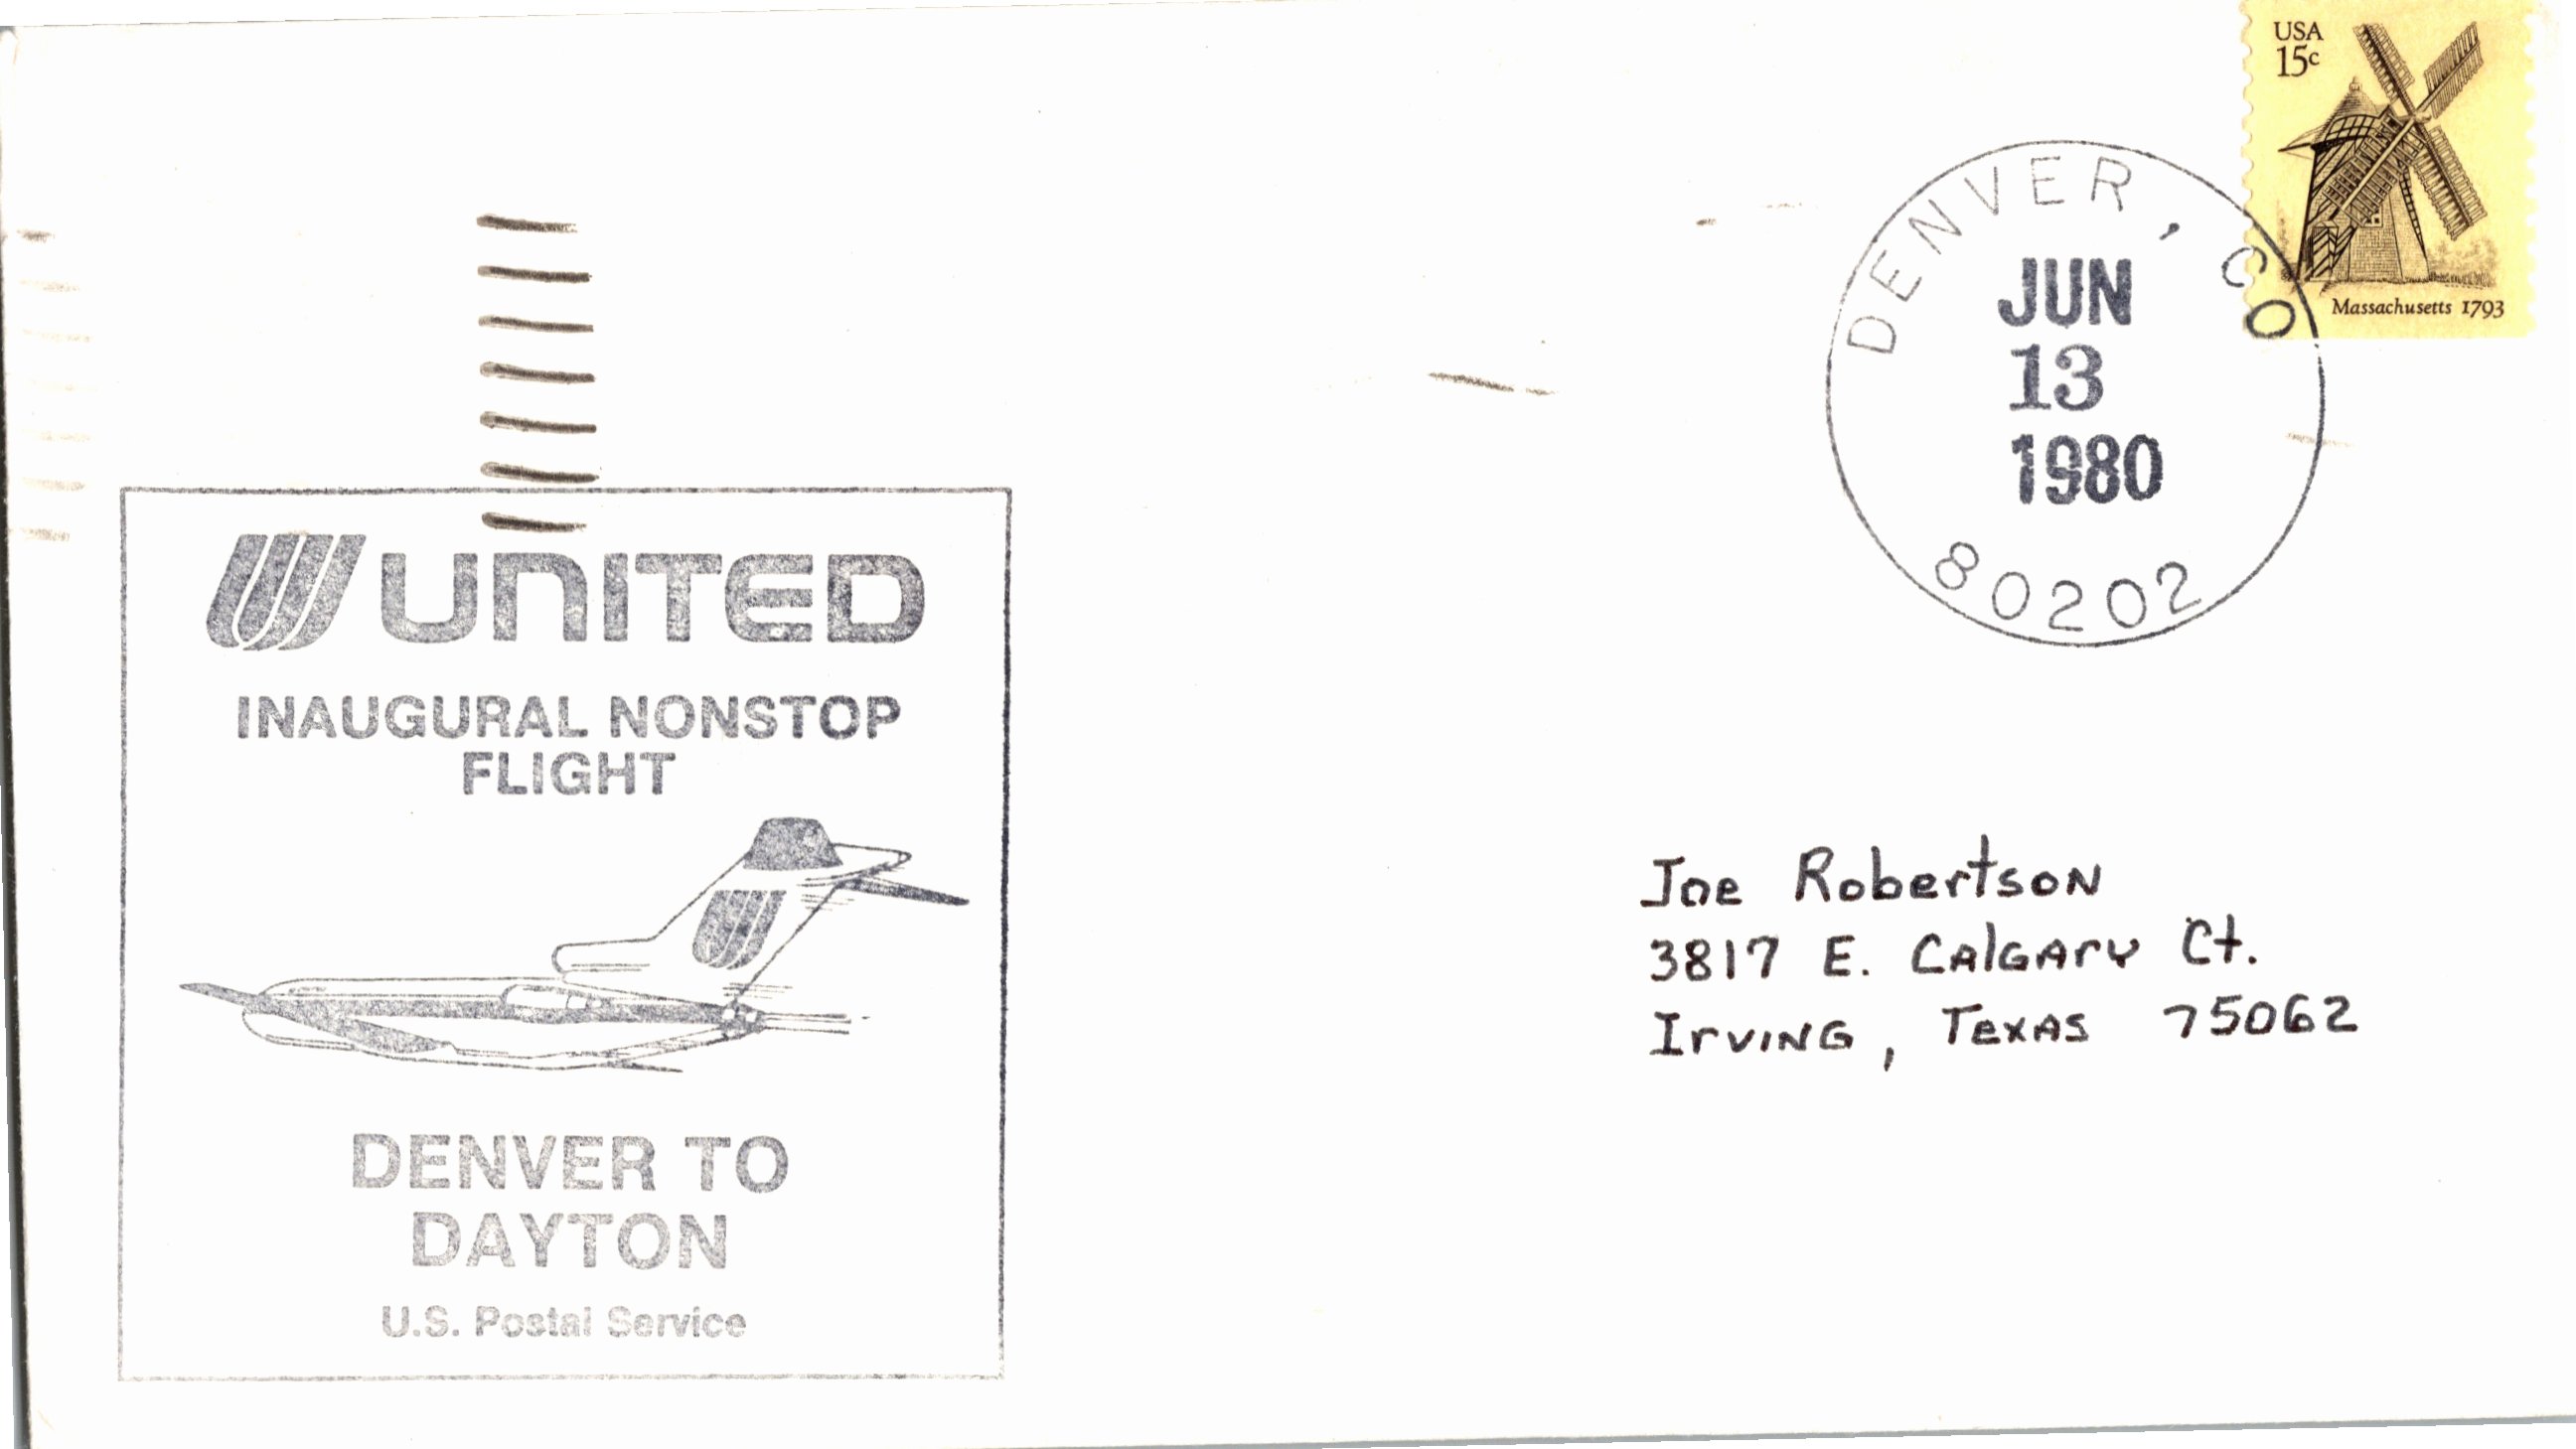 USA
15c
Massachusetts 1793
DENVER, CO
JUN
13
1980
80202
UNITED
INAUGURAL NONSTOP
FLIGHT
DENVER TO
DAYTON
U.S. Postal Service
Joe Robertson
3817 E. Calgary Ct.
Irving, Texas 75062